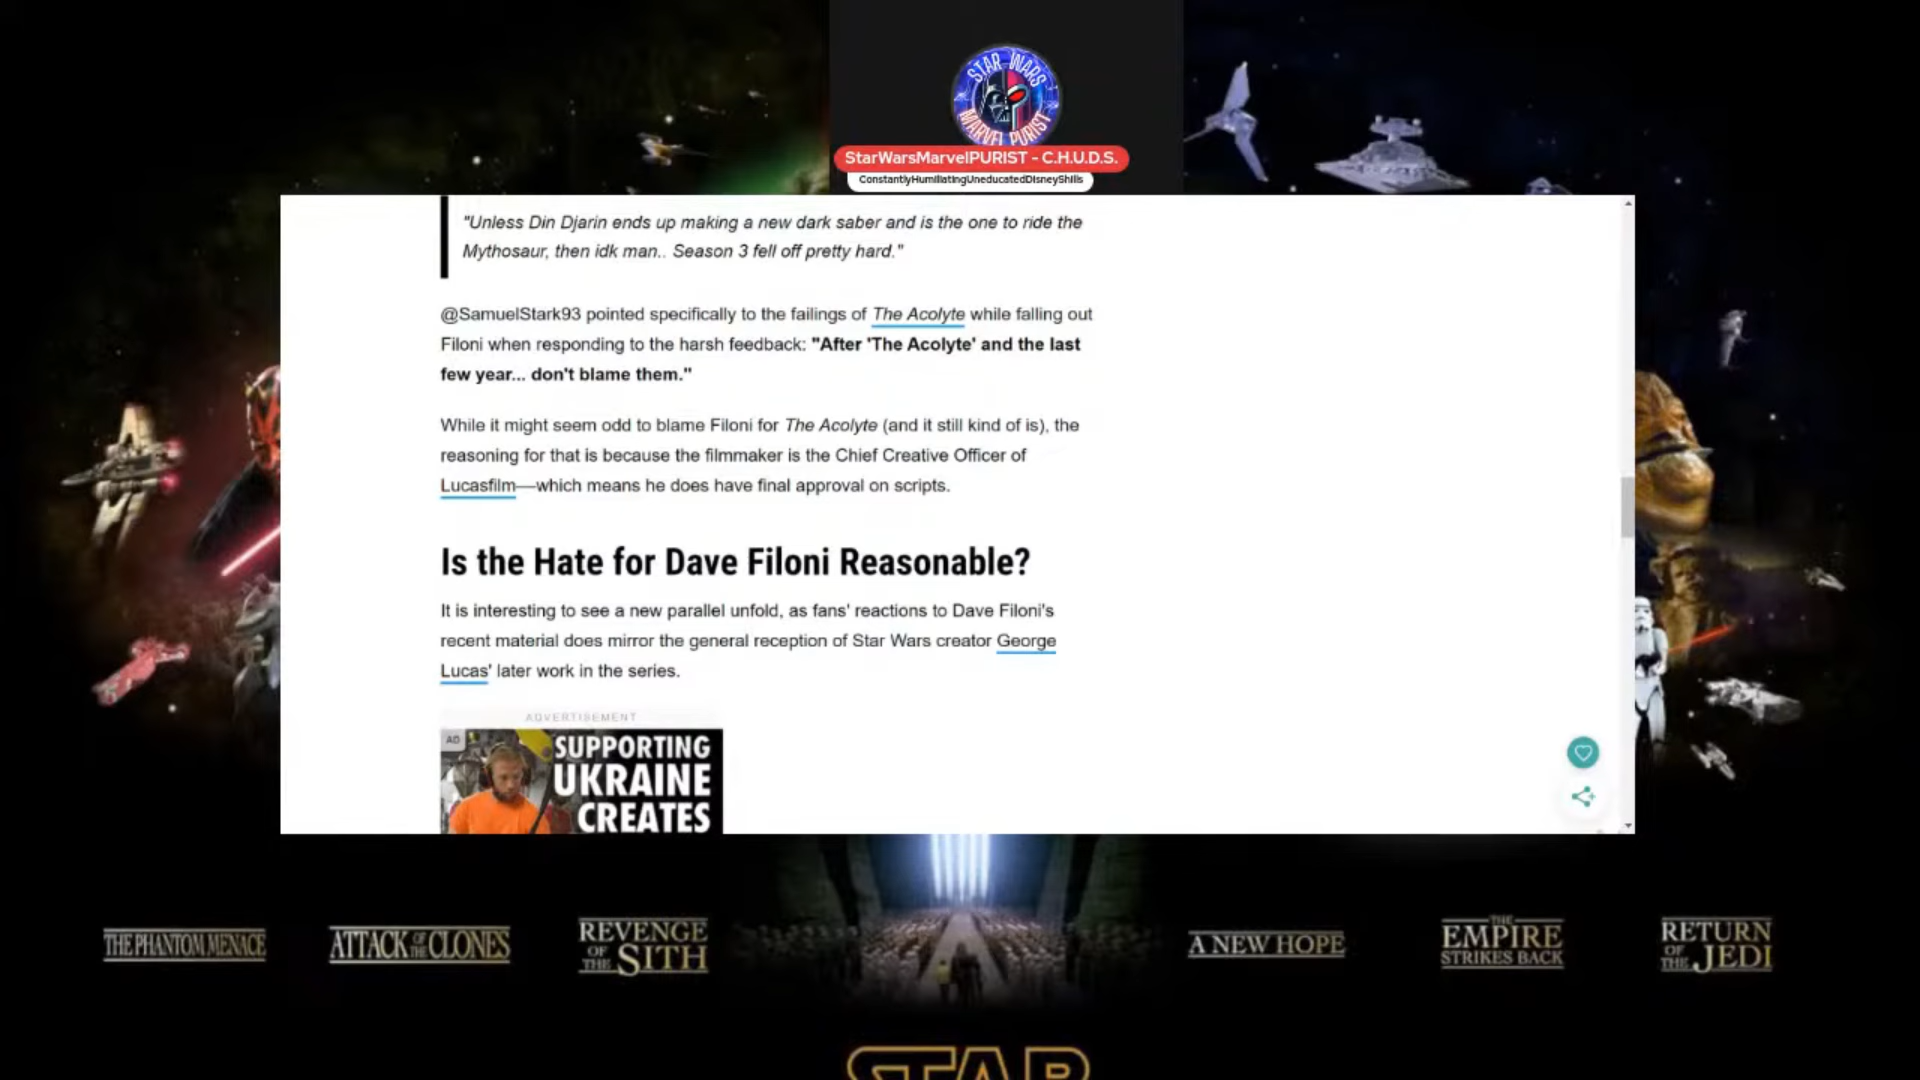 STAR WARS
MARVEL PURIST
StarWarsMarvelPURIST - C.H.U.D.S.
ConstantlyHumiliatingUneducatedDisneyShills
"Unless Din Djarin ends up making a new dark saber and is the one to ride the
Mythosaur, then idk man.. Season 3 fell off pretty hard."
@SamuelStark93 pointed specifically to the failings of The Acolyte while falling out
Filoni when responding to the harsh feedback: "After 'The Acolyte' and the last
few year... don't blame them."
While it might seem odd to blame Filoni for The Acolyte (and it still kind of is), the
reasoning for that is because the filmmaker is the Chief Creative Officer of
Lucasfilm—which means he does have final approval on scripts.
Is the Hate for Dave Filoni Reasonable?
It is interesting to see a new parallel unfold, as fans' reactions to Dave Filoni's
recent material does mirror the general reception of Star Wars creator George
Lucas' later work in the series.
ADVERTISEMENT
AD
SUPPORTING
UKRAINE
CREATES
THE PHANTOM MENACE
ATTACK OF THE CLONES
REVENGE
OF THE SITH
A NEW HOPE
THE
EMPIRE
STRIKES BACK
RETURN
OF THE JEDI
STAR